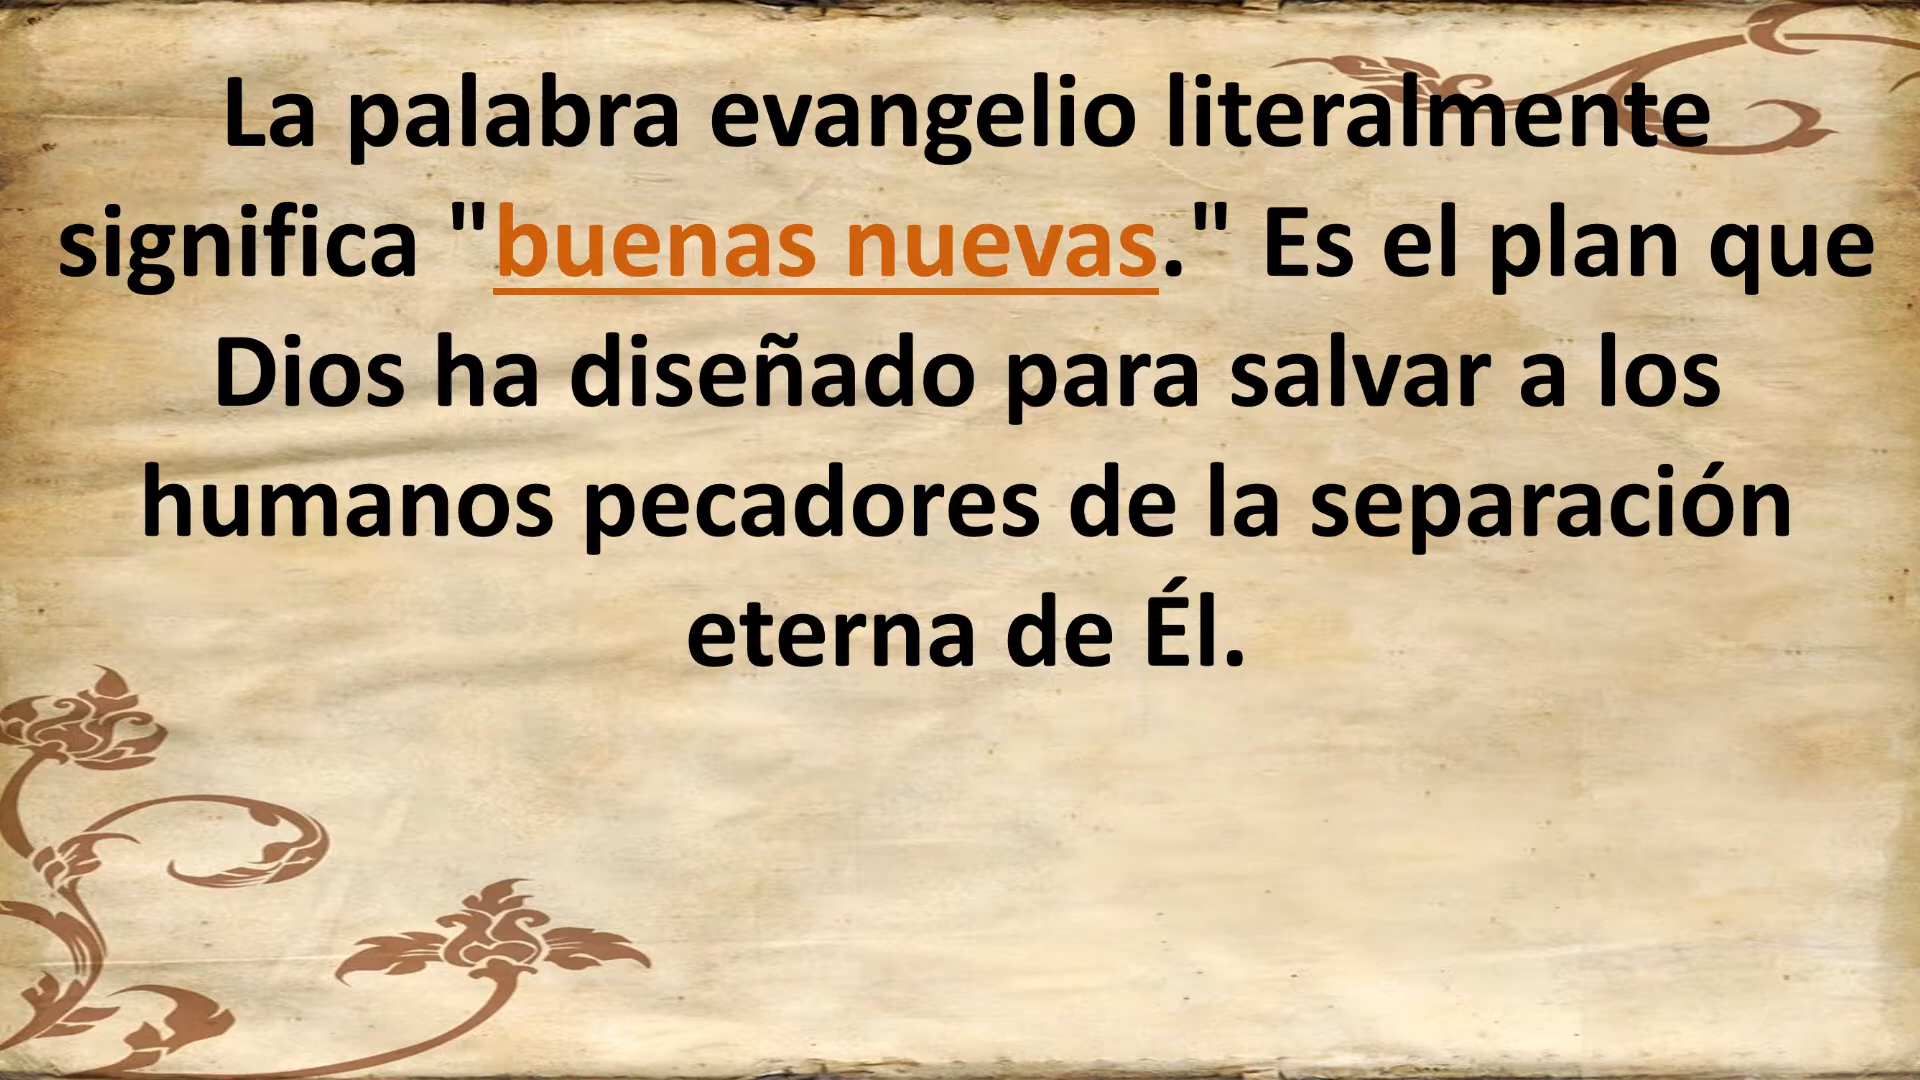 La palabra evangelio literalmente
significa "buenas nuevas." Es el plan que
Dios ha diseñado para salvar a los
humanos pecadores de la separación
eterna de Él.